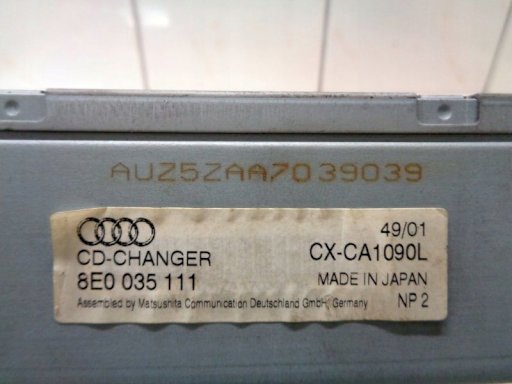 AUZ5ZAA7039039
49/01
CD-CHANGER CX-CA1090L
8E0 035 111 MADE IN JAPAN
Assembled by Matsushita Communication Deutschland GmbH, Germany NP 2